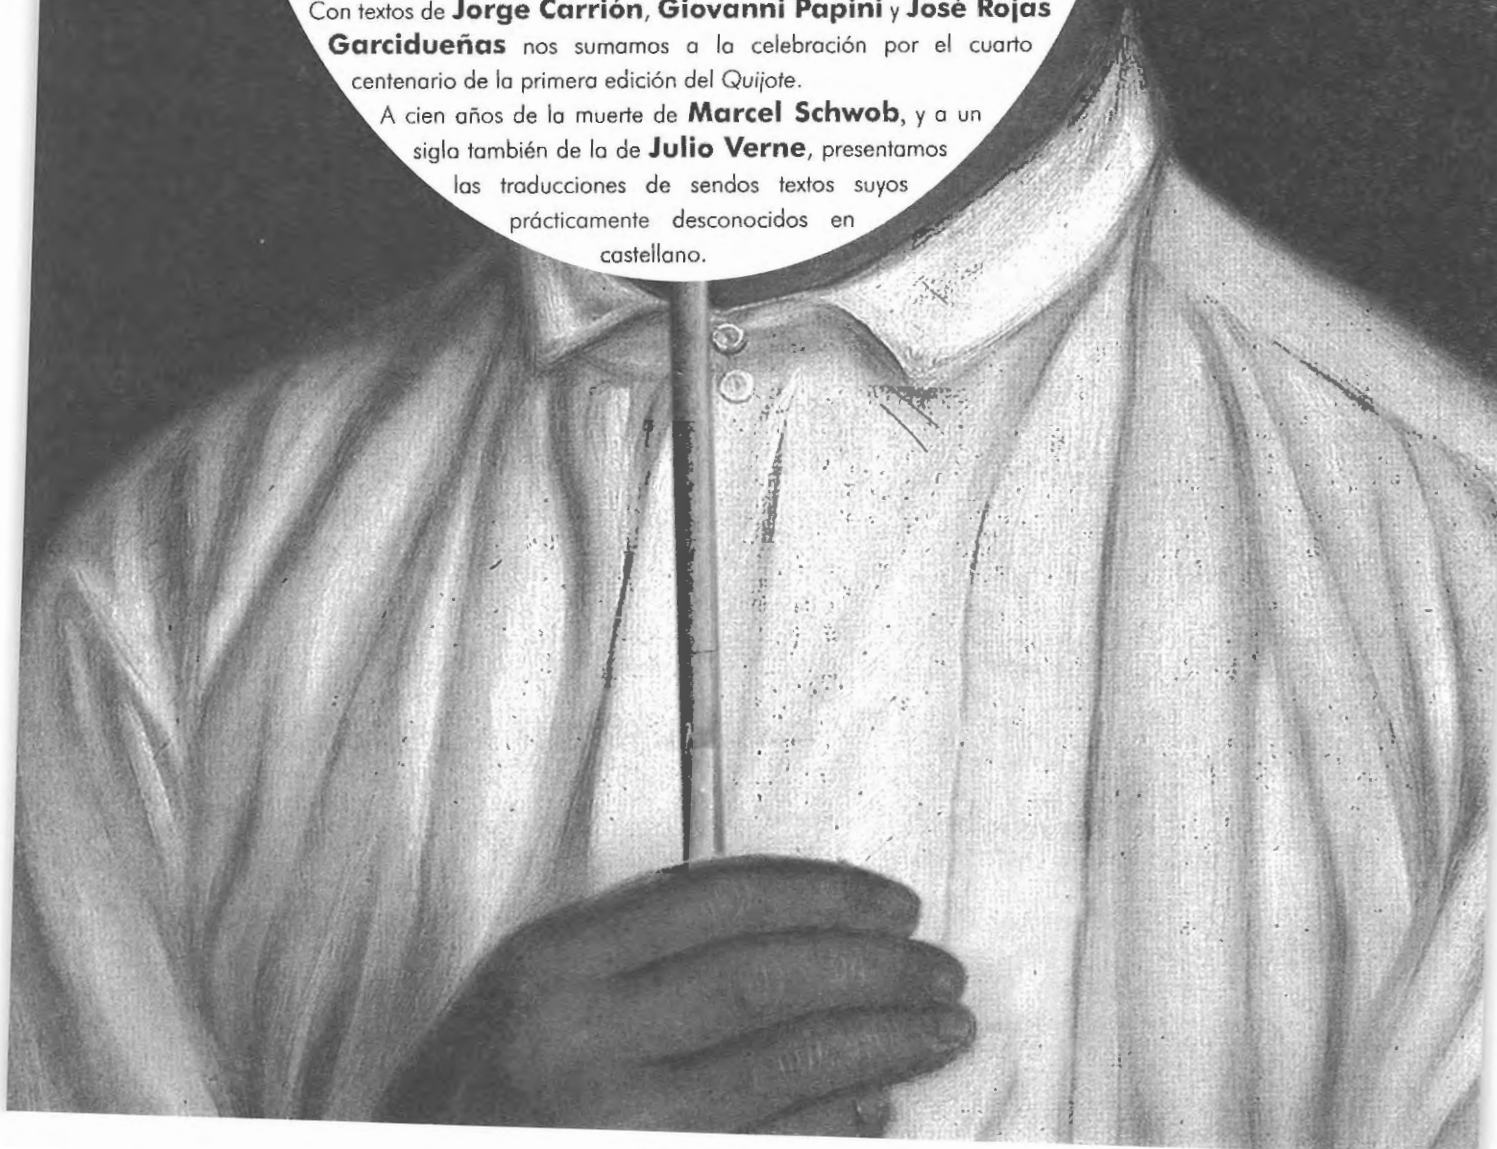 Con textos de Jorge Carrión, Giovanni Papini y José Rojas
Garcidueñas nos sumamos a la celebración por el cuarto
centenario de la primera edición del Quijote.
A cien años de la muerte de Marcel Schwob, y a un
siglo también de la de Julio Verne, presentamos
las traducciones de sendos textos suyos
prácticamente desconocidos en
castellano.